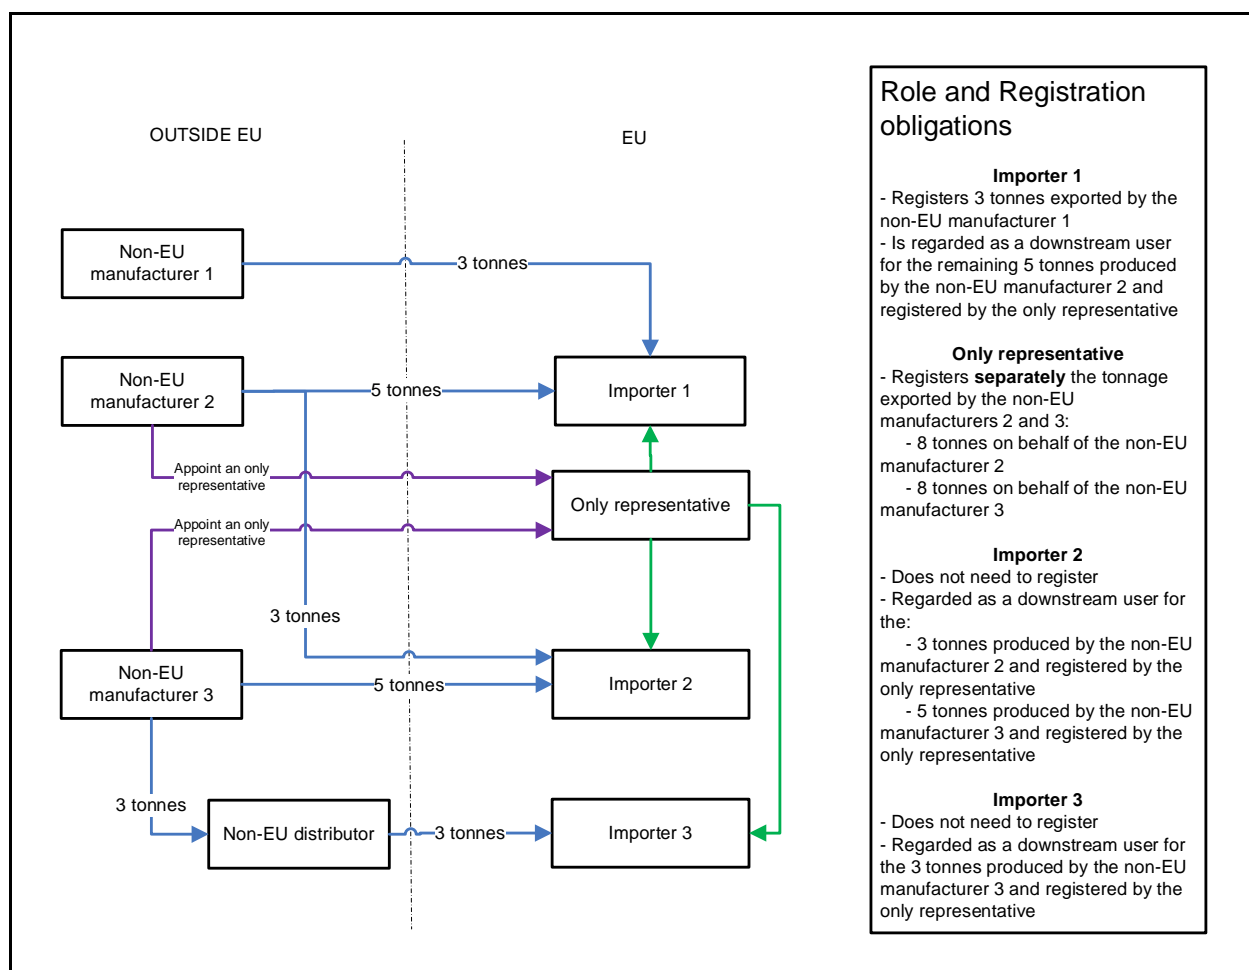 OUTSIDE EU
EU
Non-EU
manufacturer 1
3 tonnes
Non-EU
manufacturer 2
5 tonnes
Importer 1
Appoint an only
representative
Only representative
Appoint an only
representative
3 tonnes
Non-EU
manufacturer 3
5 tonnes
Importer 2
3 tonnes
Non-EU distributor
3 tonnes
Importer 3
Role and Registration
obligations
Importer 1
- Registers 3 tonnes exported by the
non-EU manufacturer 1
- Is regarded as a downstream user
for the remaining 5 tonnes produced
by the non-EU manufacturer 2 and
registered by the only representative
Only representative
- Registers separately the tonnage
exported by the non-EU
manufacturers 2 and 3:
- 8 tonnes on behalf of the non-EU
manufacturer 2
- 8 tonnes on behalf of the non-EU
manufacturer 3
Importer 2
- Does not need to register
- Regarded as a downstream user for
the:
- 3 tonnes produced by the non-EU
manufacturer 2 and registered by the
only representative
- 5 tonnes produced by the non-EU
manufacturer 3 and registered by the
only representative
Importer 3
- Does not need to register
- Regarded as a downstream user for
the 3 tonnes produced by the non-EU
manufacturer 3 and registered by the
only representative